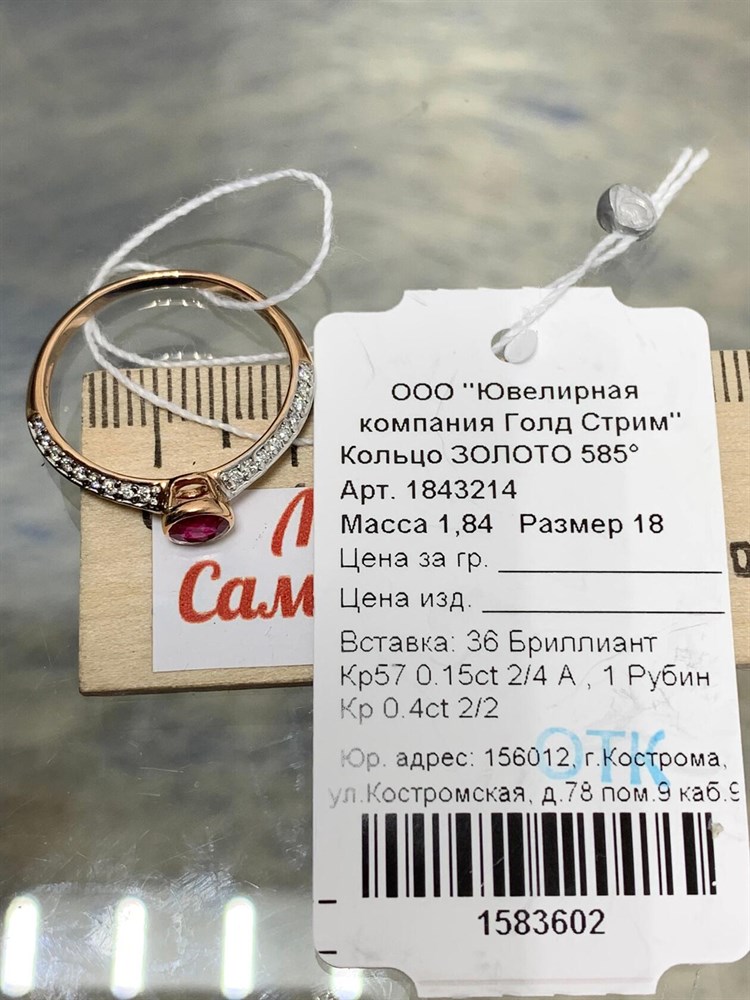 ООО "Ювелирная
компания Голд Стрим"
Кольцо ЗОЛОТО 585°
Арт. 1843214
Масса 1,84 Размер 18
Цена за гр.
Цена изд.
Вставка: 36 Бриллиант
Кр57 0.15ct 2/4 А , 1 Рубин
Кр 0.4ct 2/2
ОТК
Юр. адрес: 156012, г.Кострома,
ул.Костромская, д.78 пом.9 каб.9
1583602